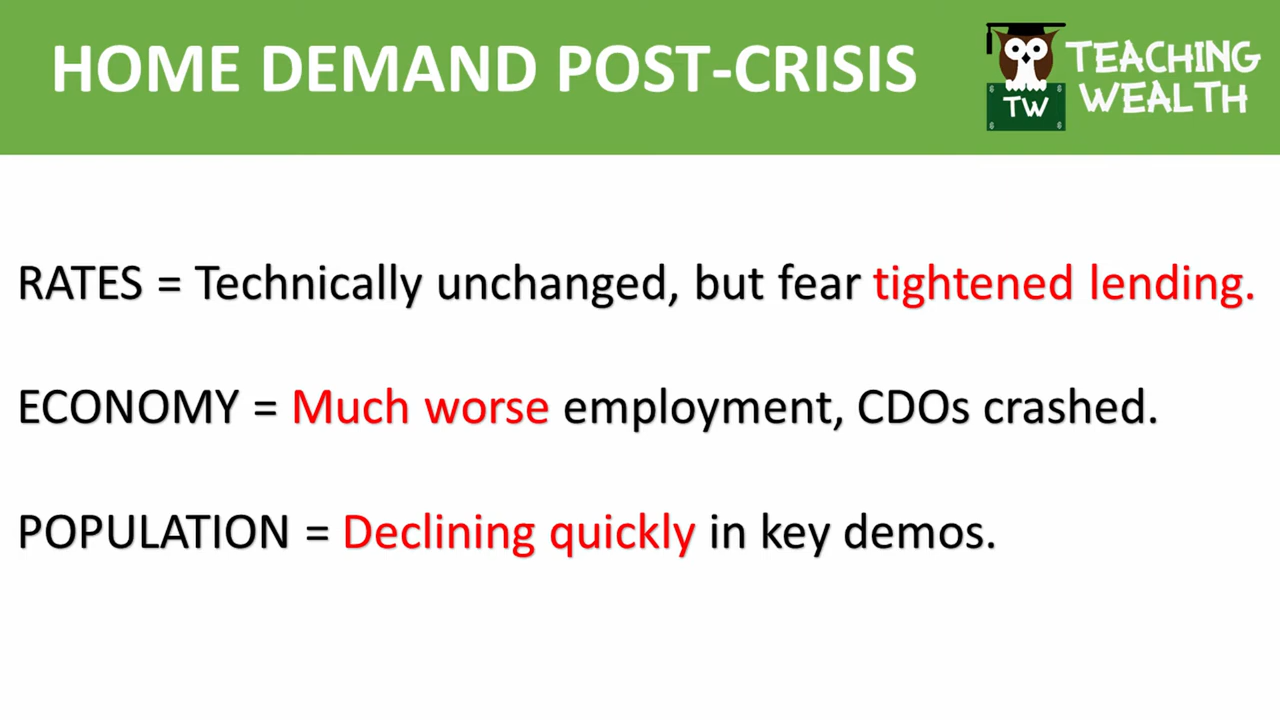 HOME DEMAND POST-CRISIS
TEACHING
WEALTH
TW
RATES = Technically unchanged, but fear tightened lending.
ECONOMY = Much worse employment, CDOs crashed.
POPULATION = Declining quickly in key demos.